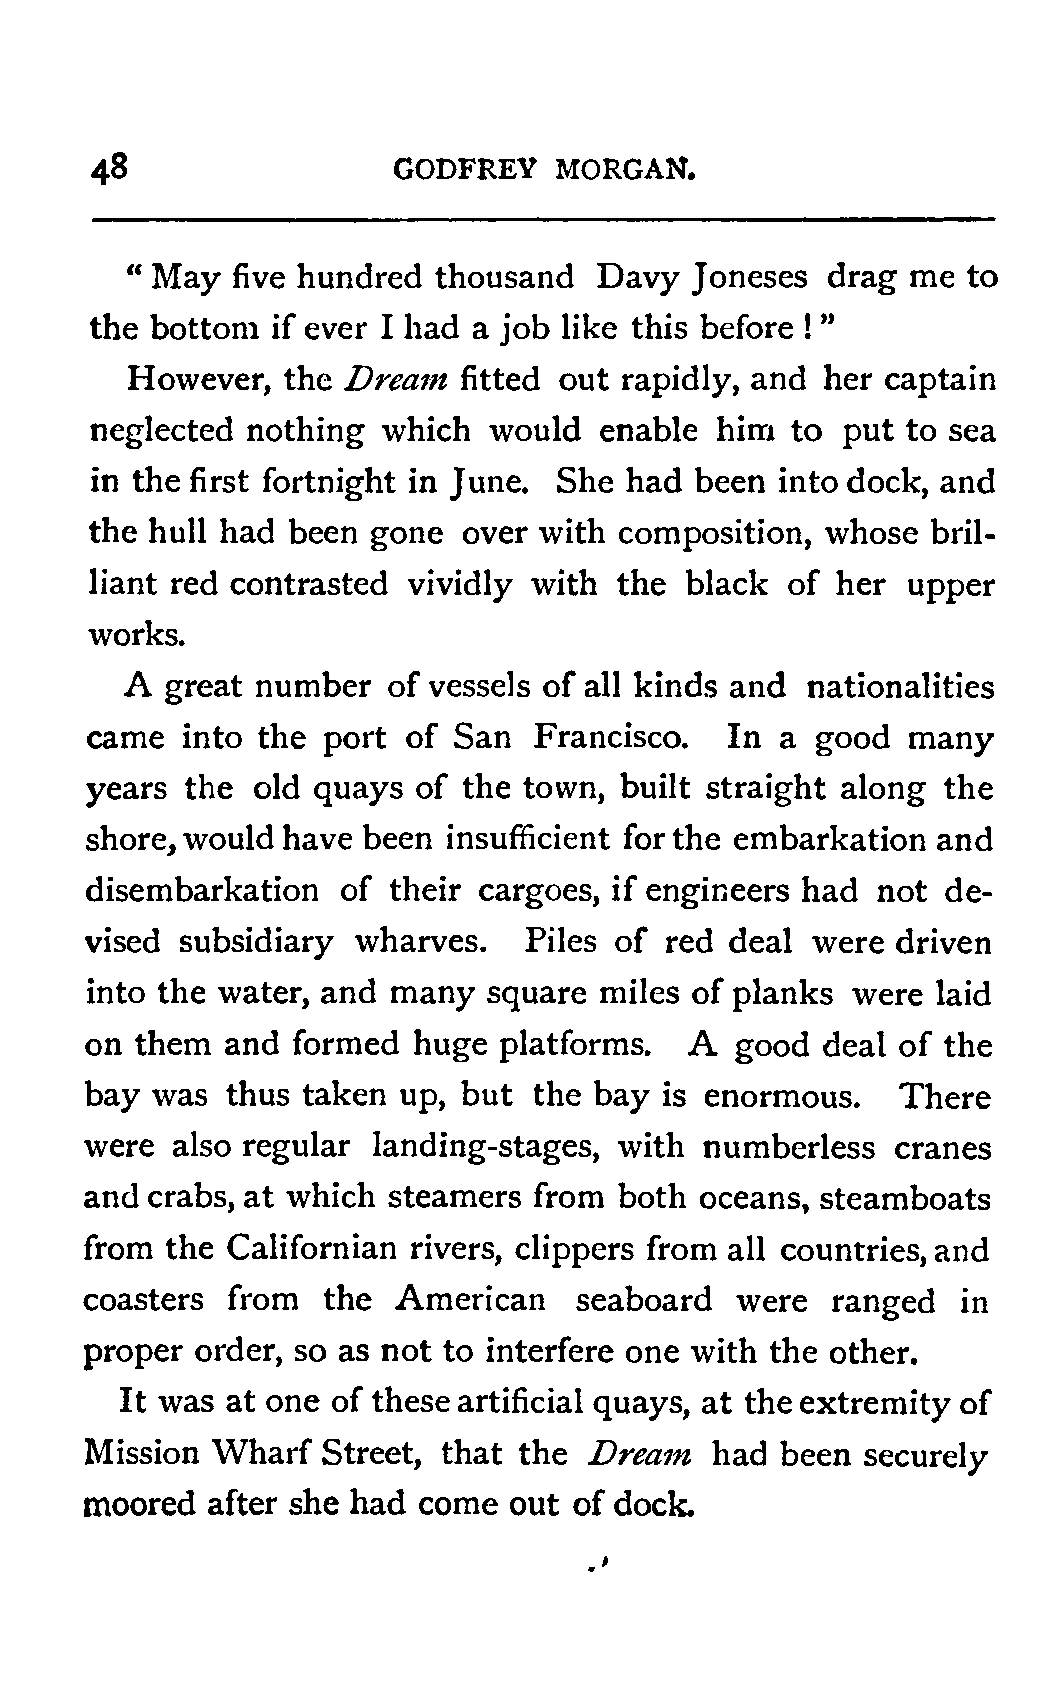 48 GODFREY MORGAN.
“ May five hundred thousand Davy Joneses drag me to
the bottom if ever I had a job like this before ! ”
However, the Dream fitted out rapidly, and her captain
neglected nothing which would enable him to put to sea
in the first fortnight in June. She had been into dock, and
the hull had been gone over with composition, whose bril-
liant red contrasted vividly with the black of her upper
works.
A great number of vessels of all kinds and nationalities
came into the port of San Francisco. In a good many
years the old quays of the town, built straight along the
shore, would have been insufficient for the embarkation and
disembarkation of their cargoes, if engineers had not de-
vised subsidiary wharves. Piles of red deal were driven
into the water, and many square miles of planks were laid
on them and formed huge platforms. A good deal of the
bay was thus taken up, but the bay is enormous. There
were also regular landing-stages, with numberless cranes
and crabs, at which steamers from both oceans, steamboats
from the Californian rivers, clippers from all countries, and
coasters from the American seaboard were ranged in
proper order, so as not to interfere one with the other.
It was at one of these artificial quays, at the extremity of
Mission Wharf Street, that the Dream had been securely
moored after she had come out of dock.